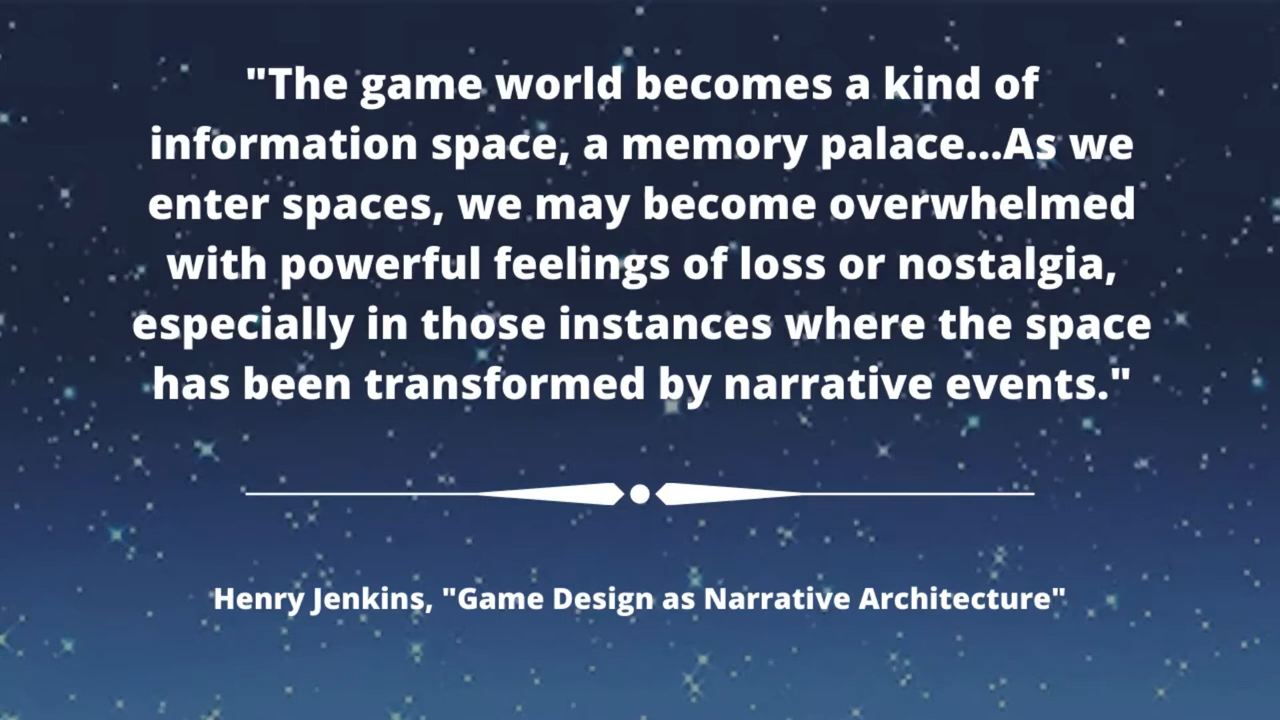 "The game world becomes a kind of
information space, a memory palace...As we
enter spaces, we may become overwhelmed
with powerful feelings of loss or nostalgia,
especially in those instances where the space
has been transformed by narrative events."
Henry Jenkins, "Game Design as Narrative Architecture"